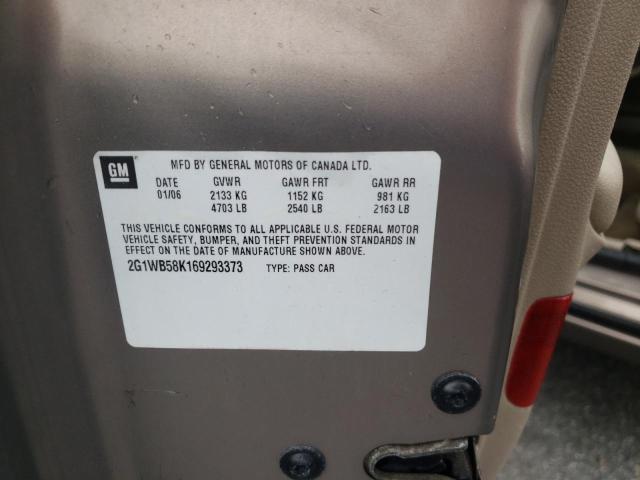 GM
MFD BY GENERAL MOTORS OF CANADA LTD.
DATE GVWR GAWR FRT GAWR RR
01/06 2133 KG 1152 KG 981 KG
4703 LB 2540 LB 2163 LB
THIS VEHICLE CONFORMS TO ALL APPLICABLE U.S. FEDERAL MOTOR
VEHICLE SAFETY, BUMPER, AND THEFT PREVENTION STANDARDS IN
EFFECT ON THE DATE OF MANUFACTURE SHOWN ABOVE.
2G1WB58K169293373 TYPE: PASS CAR